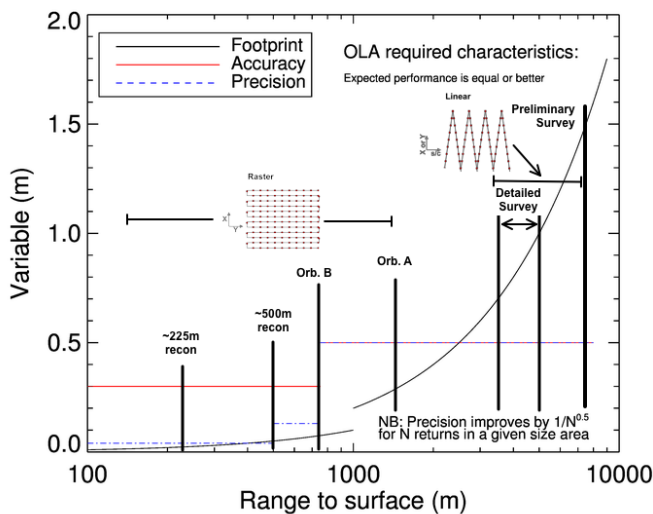 2.0
1.5
1.0
0.5
0.0
Variable (m)
Footprint
Accuracy
Precision
OLA required characteristics:
Expected performance is equal or better
Linear
Preliminary
Survey
Detailed
Survey
Raster
X
Y
Orb. B
Orb. A
~225m
recon
~500m
recon
NB: Precision improves by 1/N^0.5
for N returns in a given size area
100
1000
10000
Range to surface (m)